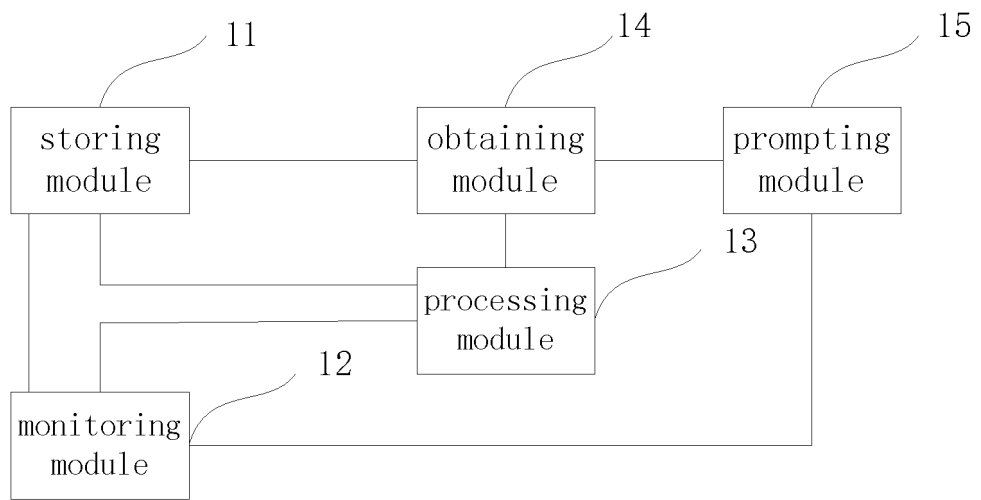 11
14
15
storing
module
obtaining
module
prompting
module
13
processing
module
12
monitoring
module